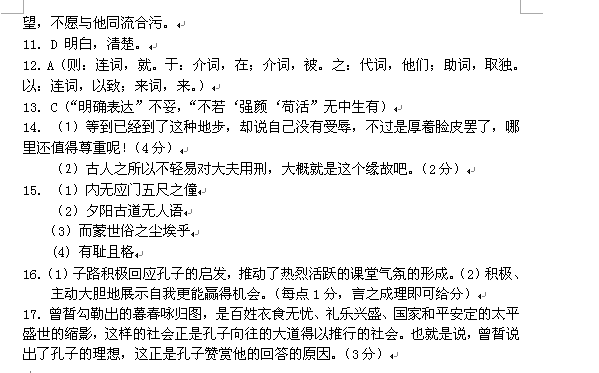 望，不愿与他同流合污。
11. D 明白，清楚。
12. A（则：连词，就。于：介词，在；介词，被。之：代词，他们；助词，取独。
以：连词，以致；来词，来。）
13. C（“明确表达”不妥，“不若‘强颜‘苟活”无中生有）
14. （1）等到已经到了这种地步，却说自己没有受辱，不过是厚着脸皮罢了，哪
里还值得尊重呢！（4分）
（2）古人之所以不轻易对大夫用刑，大概就是这个缘故吧。（2分）
15. （1）内无应门五尺之僮
（2）夕阳古道无人语
（3）而蒙世俗之尘埃乎
（4）有耻且格
16.（1）子路积极回应孔子的启发，推动了热烈活跃的课堂气氛的形成。（2）积极、
主动大胆地展示自我更能赢得机会。（每点1分，言之成理即可给分）
17. 曾皙勾勒出的暮春咏归图，是百姓衣食无忧、礼乐兴盛、国家和平安定的太平
盛世的缩影，这样的社会正是孔子向往的大道得以推行的社会。也就是说，曾皙说
出了孔子的理想，这正是孔子赞赏他的回答的原因。（3分）